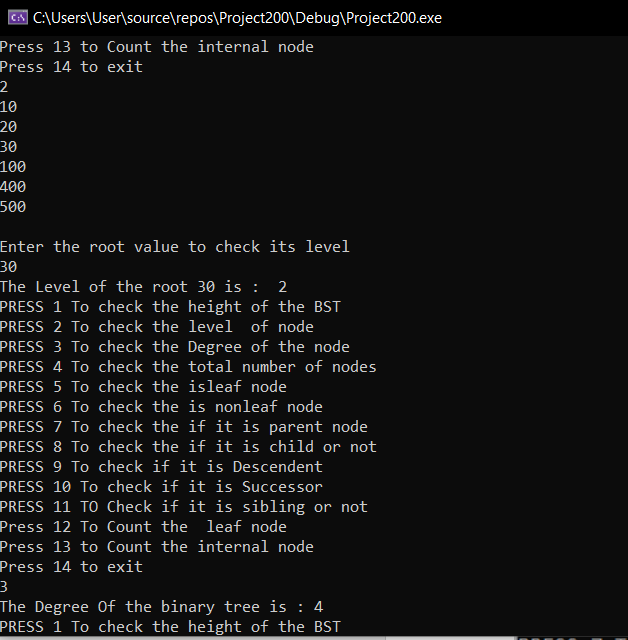 C:\Users\User\source\repos\Project200\Debug\Project200.exe
Press 13 to Count the internal node
Press 14 to exit
2
10
20
30
100
400
500
Enter the root value to check its level
30
The Level of the root 30 is :  2
PRESS 1 To check the height of the BST
PRESS 2 To check the level  of node
PRESS 3 To check the Degree of the node
PRESS 4 To check the total number of nodes
PRESS 5 To check the isleaf node
PRESS 6 To check the is nonleaf node
PRESS 7 To check the if it is parent node
PRESS 8 To check the if it is child or not
PRESS 9 To check if it is Descendent
PRESS 10 To check if it is Successor
PRESS 11 TO Check if it is sibling or not
Press 12 To Count the  leaf node
Press 13 to Count the internal node
Press 14 to exit
3
The Degree Of the binary tree is : 4
PRESS 1 To check the height of the BST